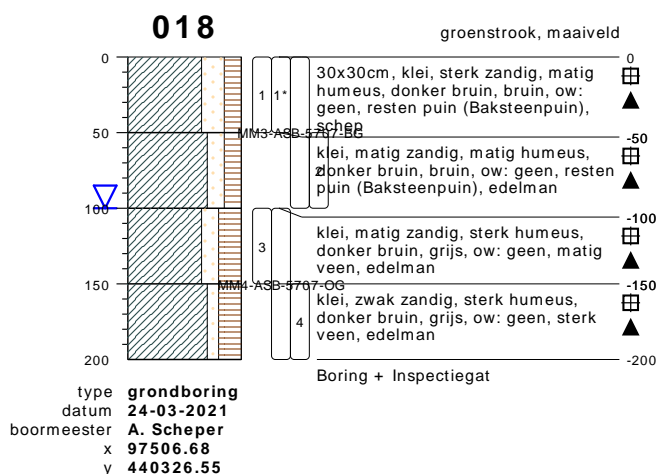 018
groenstrook, maaiveld
0
0
30x30cm, klei, sterk zandig, matig
humeus, donker bruin, bruin, ow:
geen, resten puin (Baksteenpuin),
schep
1
1*
50
MM3-ASB-5707-BG
-50
klei, matig zandig, matig humeus,
donker bruin, bruin, ow: geen, resten
puin (Baksteenpuin), edelman
2
100
-100
klei, matig zandig, sterk humeus,
donker bruin, grijs, ow: geen, matig
veen, edelman
3
150
MM4-ASB-5707-OG
-150
klei, zwak zandig, sterk humeus,
donker bruin, grijs, ow: geen, sterk
veen, edelman
4
200
-200
Boring + Inspectiegat
type grondboring
datum 24-03-2021
boormeester A. Scheper
x 97506.68
y 440326.55